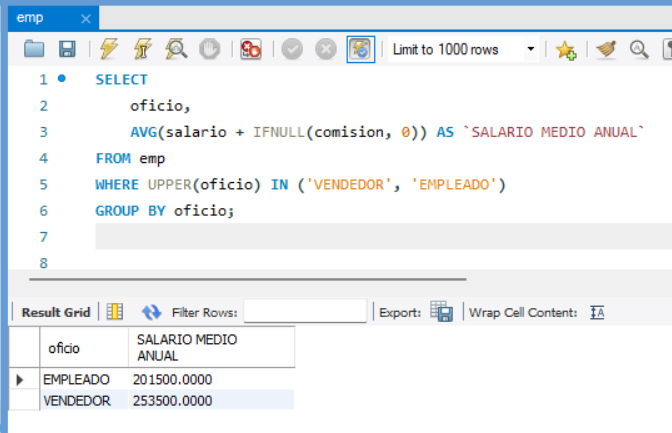 emp
Limit to 1000 rows
1 SELECT
2 oficio,
3 AVG(salario + IFNULL(comision, 0)) AS `SALARIO MEDIO ANUAL`
4 FROM emp
5 WHERE UPPER(oficio) IN ('VENDEDOR', 'EMPLEADO')
6 GROUP BY oficio;
7
8
Result Grid Filter Rows: Export: Wrap Cell Content:
oficio SALARIO MEDIO
ANUAL
EMPLEADO 201500.0000
VENDEDOR 253500.0000